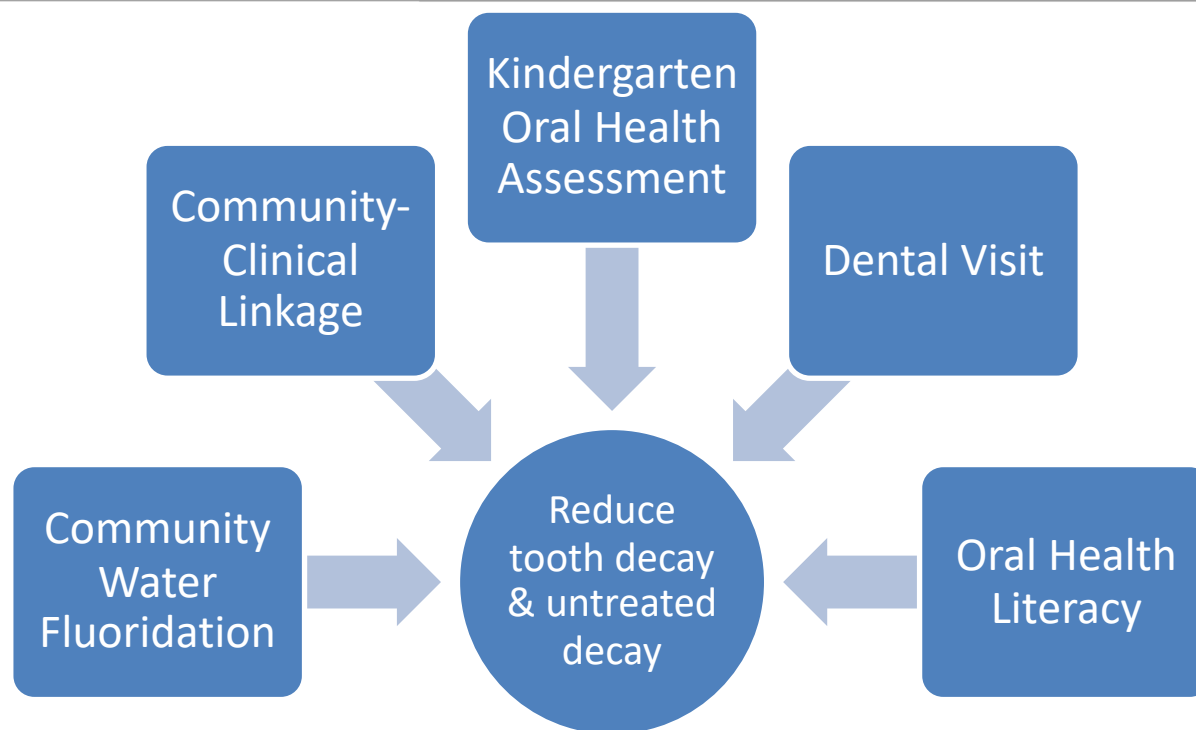 Kindergarten
Oral Health
Assessment
Community-
Clinical
Linkage
Dental Visit
Community
Water
Fluoridation
Reduce
tooth decay
& untreated
decay
Oral Health
Literacy